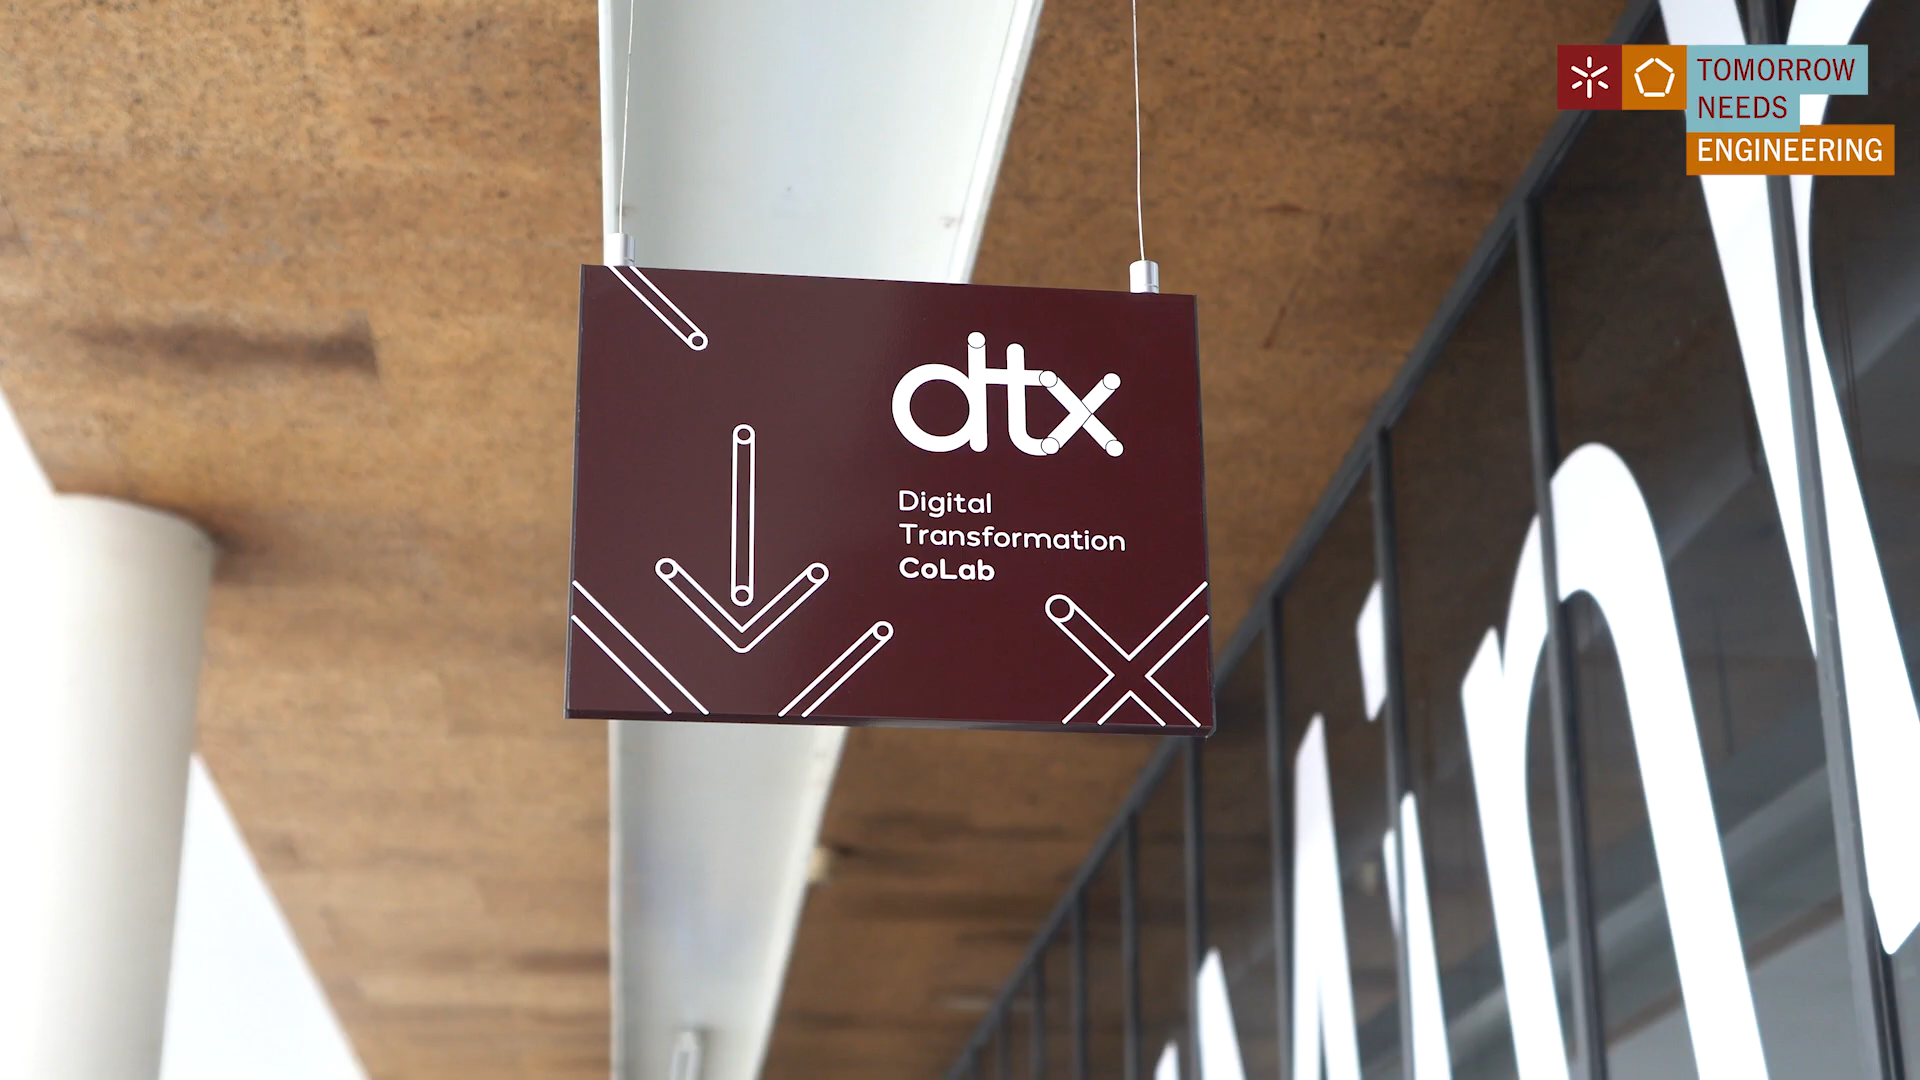 TOMORROW
NEEDS
ENGINEERING
dtx
Digital
Transformation
CoLab